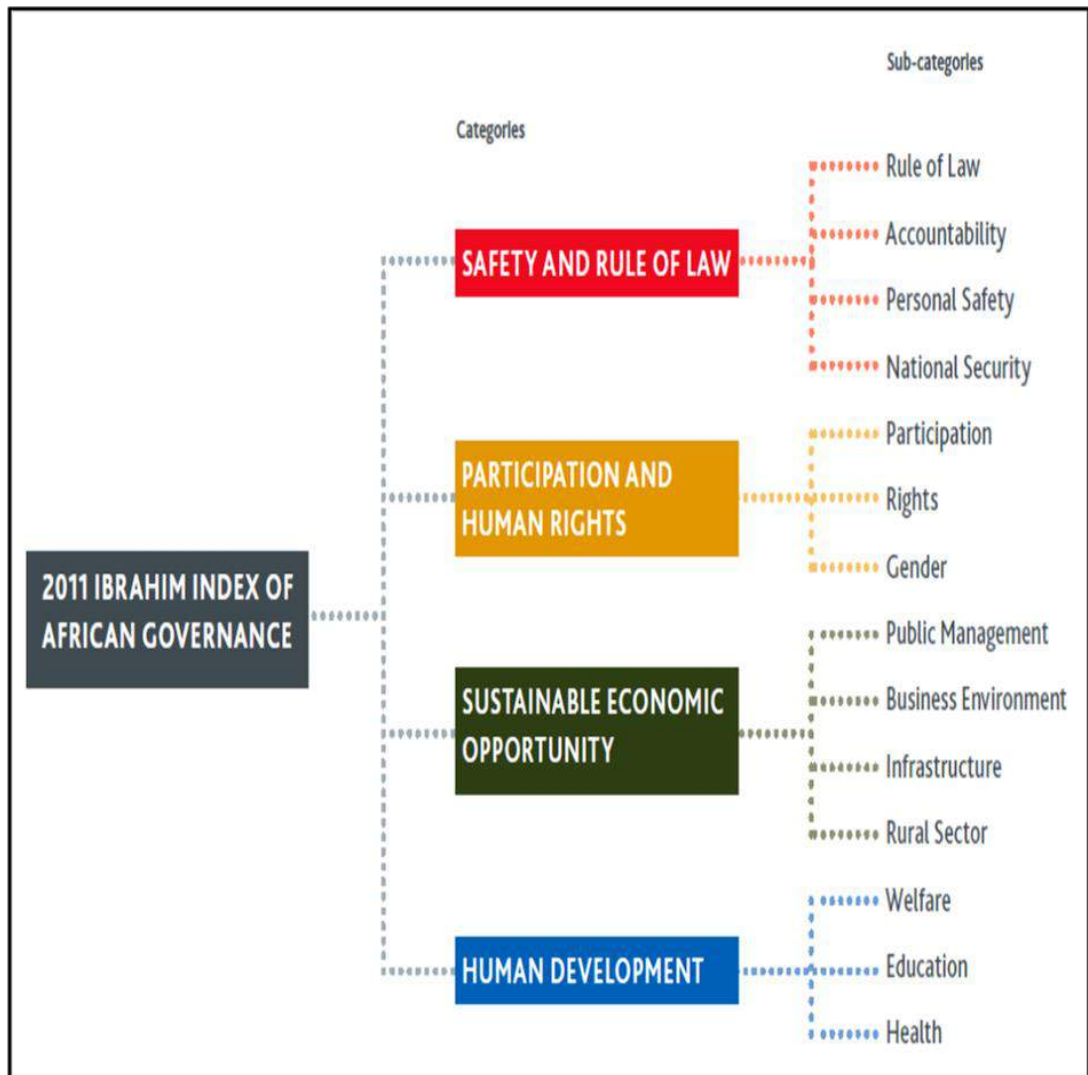 Sub-categories
Categories
2011 IBRAHIM INDEX OF
AFRICAN GOVERNANCE
SAFETY AND RULE OF LAW
Rule of Law
Accountability
Personal Safety
National Security
PARTICIPATION AND
HUMAN RIGHTS
Participation
Rights
Gender
SUSTAINABLE ECONOMIC
OPPORTUNITY
Public Management
Business Environment
Infrastructure
Rural Sector
HUMAN DEVELOPMENT
Welfare
Education
Health